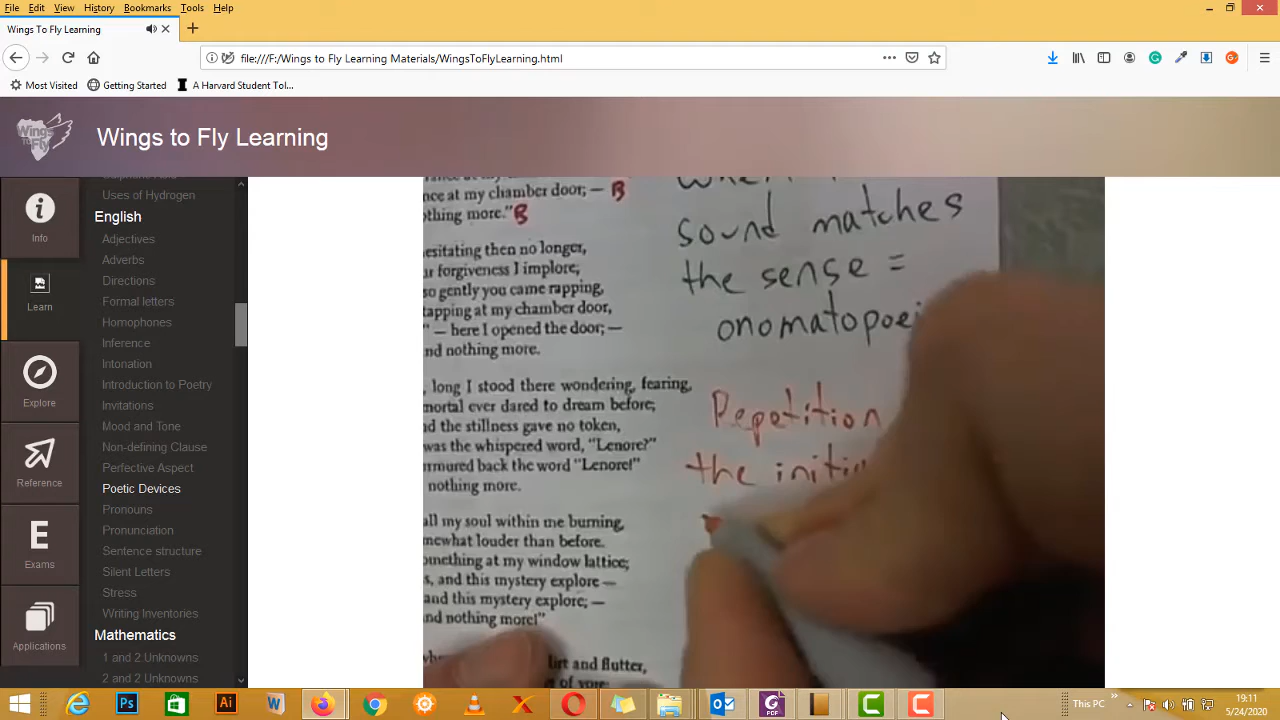 File Edit View History Bookmarks Tools Help
Wings To Fly Learning
file:///F:/Wings to Fly Learning Materials/WingsToFlyLearning.html
Most Visited Getting Started A Harvard Student Tol...
Wings to Fly Learning
Info
Learn
Explore
Reference
Exams
Applications
Uses of Hydrogen
English
Adjectives
Adverbs
Directions
Formal letters
Homophones
Inference
Intonation
Introduction to Poetry
Invitations
Mood and Tone
Non-defining Clause
Perfective Aspect
Poetic Devices
Pronouns
Pronunciation
Sentence structure
Silent Letters
Stress
Writing Inventories
Mathematics
1 and 2 Unknowns
2 and 2 Unknowns
nce at my chamber door; — B
othing more." B
esitating then no longer,
ur forgiveness I implore,
so gently you came rapping,
tapping at my chamber door,
" — here I opened the door; —
nd nothing more.
, long I stood there wondering, fearing,
mortal ever dared to dream before;
d the stillness gave no token,
was the whispered word, "Lenore?"
rmured back the word "Lenore!"
nothing more.
all my soul within me burning,
mewhat louder than before.
omething at my window lattice;
s, and this mystery explore —
and this mystery explore; —
nd nothing more!"
and flutter,
of yore;
sound matches
the sense =
onomatopoei
Repetition
the initi
This PC
19:11
5/24/2020